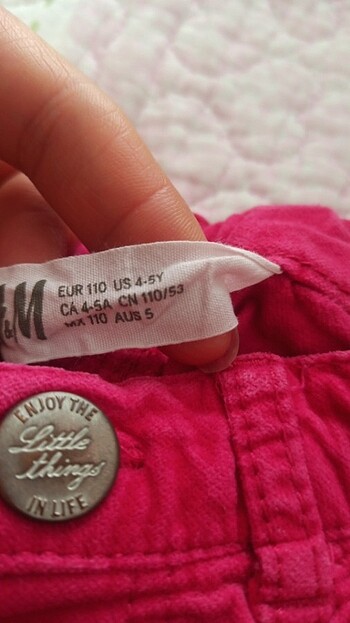 H&M
EUR 110 US 4-5Y
CA 4-5A CN 110/53
MX 110 AUS 5
ENJOY THE
Little
things
IN LIFE